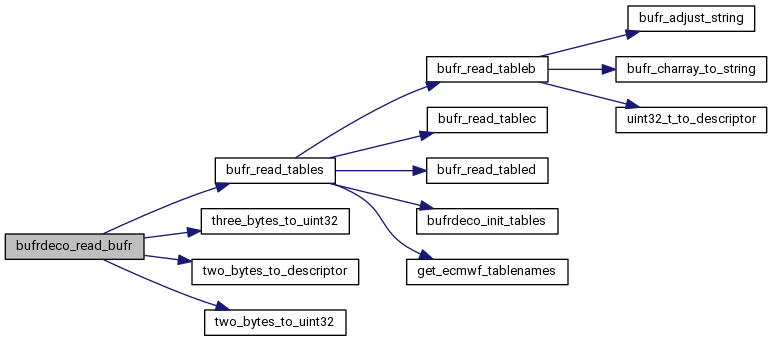 bufrdeco_read_bufr
bufr_read_tables
three_bytes_to_uint32
two_bytes_to_descriptor
two_bytes_to_uint32
bufr_read_tableb
bufr_read_tablec
bufr_read_tabled
bufrdeco_init_tables
get_ecmwf_tablenames
bufr_adjust_string
bufr_charray_to_string
uint32_t_to_descriptor